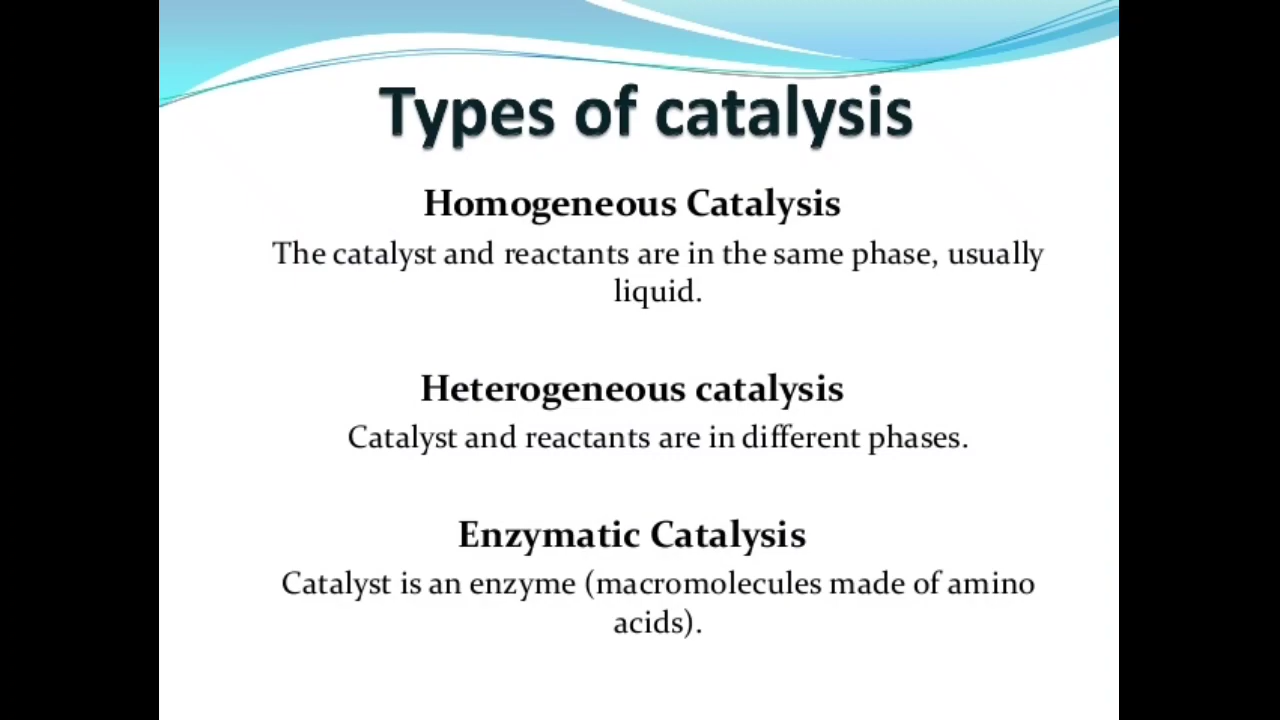 Types of catalysis
Homogeneous Catalysis
The catalyst and reactants are in the same phase, usually
liquid.
Heterogeneous catalysis
Catalyst and reactants are in different phases.
Enzymatic Catalysis
Catalyst is an enzyme (macromolecules made of amino
acids).